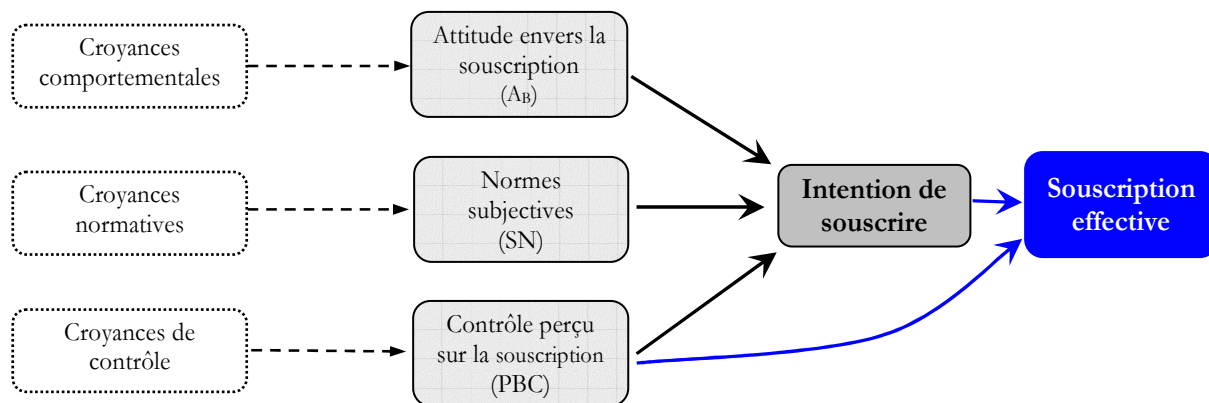 Croyances
comportementales
Attitude envers la
souscription
(AB)
Croyances
normatives
Normes
subjectives
(SN)
Intention de
souscrire
Souscription
effective
Croyances de
contrôle
Contrôle perçu
sur la souscription
(PBC)